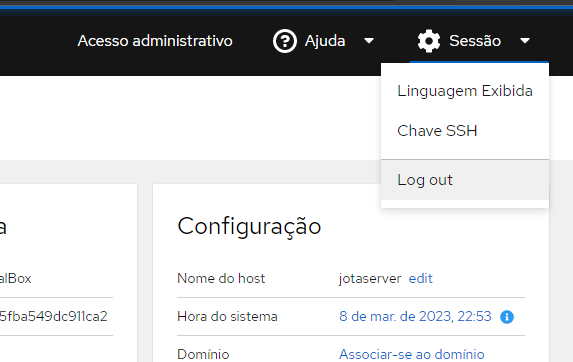 Acesso administrativo
Ajuda
Sessão
Linguagem Exibida
Chave SSH
Log out
Configuração
Nome do host jotaserver edit
5fba549dc911ca2
Hora do sistema 8 de mar. de 2023, 22:53
Domínio Associar-se ao domínio